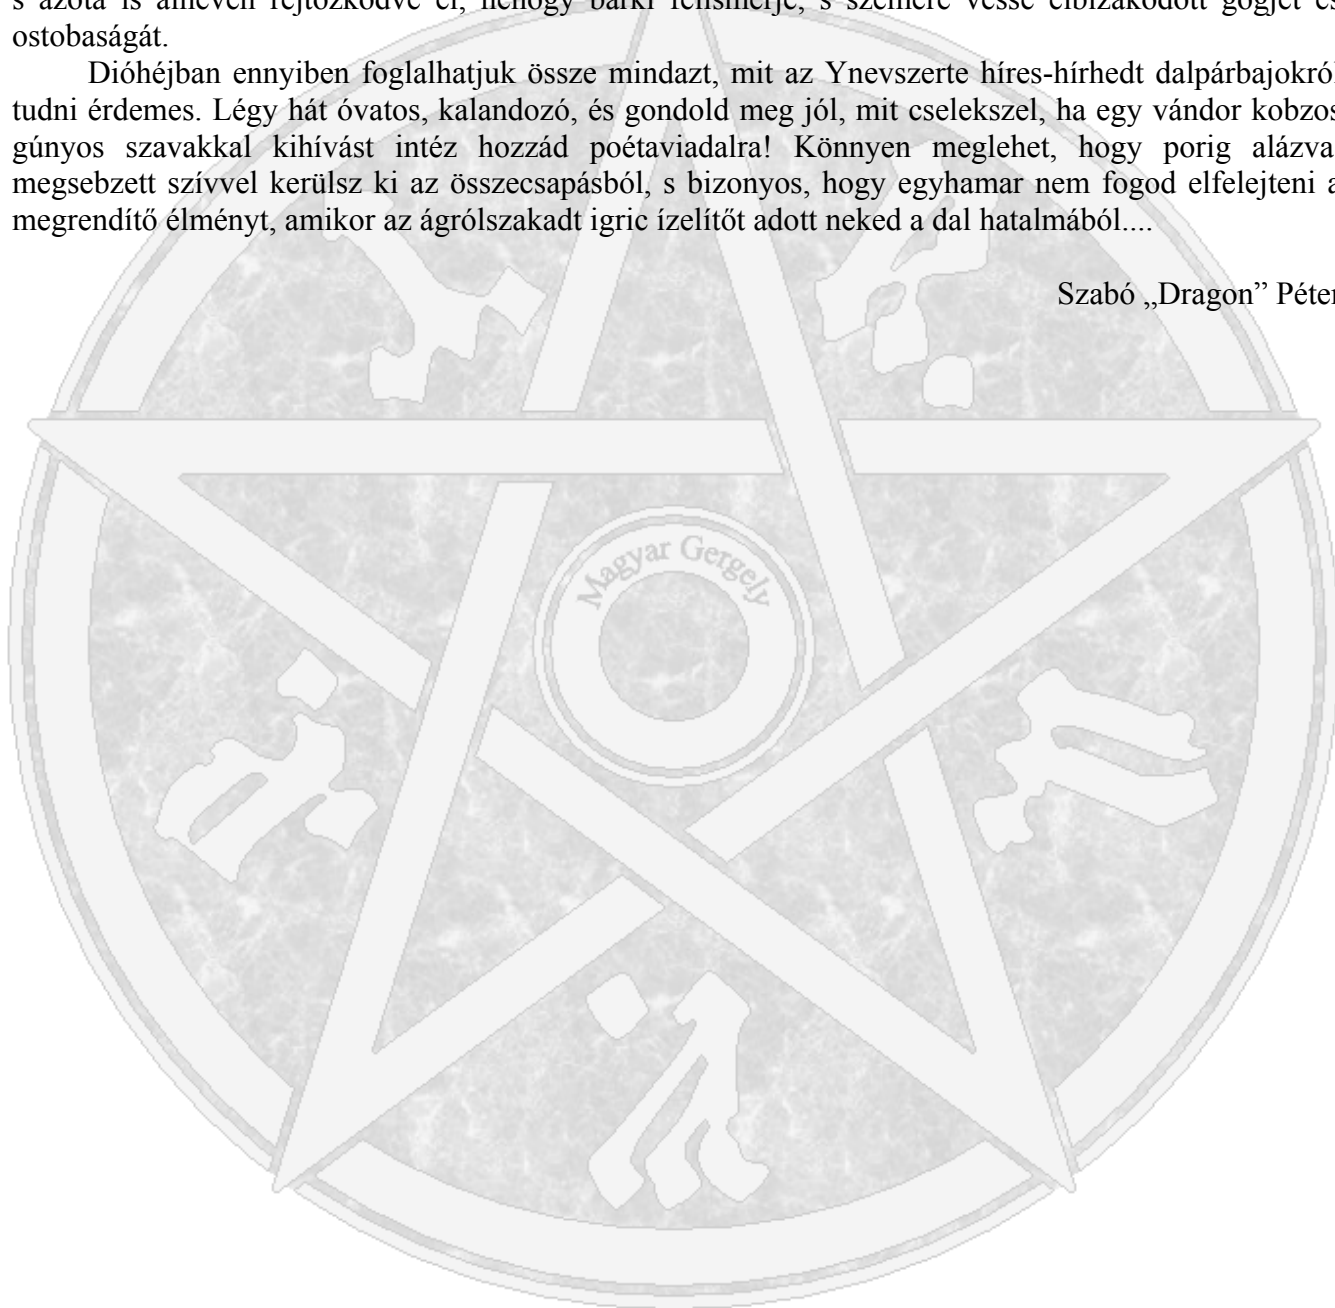 ostobaságát.
Dióhéjban ennyiben foglalhatjuk össze mindazt, mit az Ynevszerte híres-hírhedt dalpárbajokról
tudni érdemes. Légy hát óvatos, kalandozó, és gondold meg jól, mit cselekszel, ha egy vándor kobzos
gúnyos szavakkal kihívást intéz hozzád poétaviadalra! Könnyen meglehet, hogy porig alázva
megsebzett szívvel kerülsz ki az összecsapásból, s bizonyos, hogy egyhamar nem fogod elfelejteni a
megrendítő élményt, amikor az ágrólszakadt igric ízelítőt adott neked a dal hatalmából....
Szabó „Dragon” Péter
Magyar Gergely